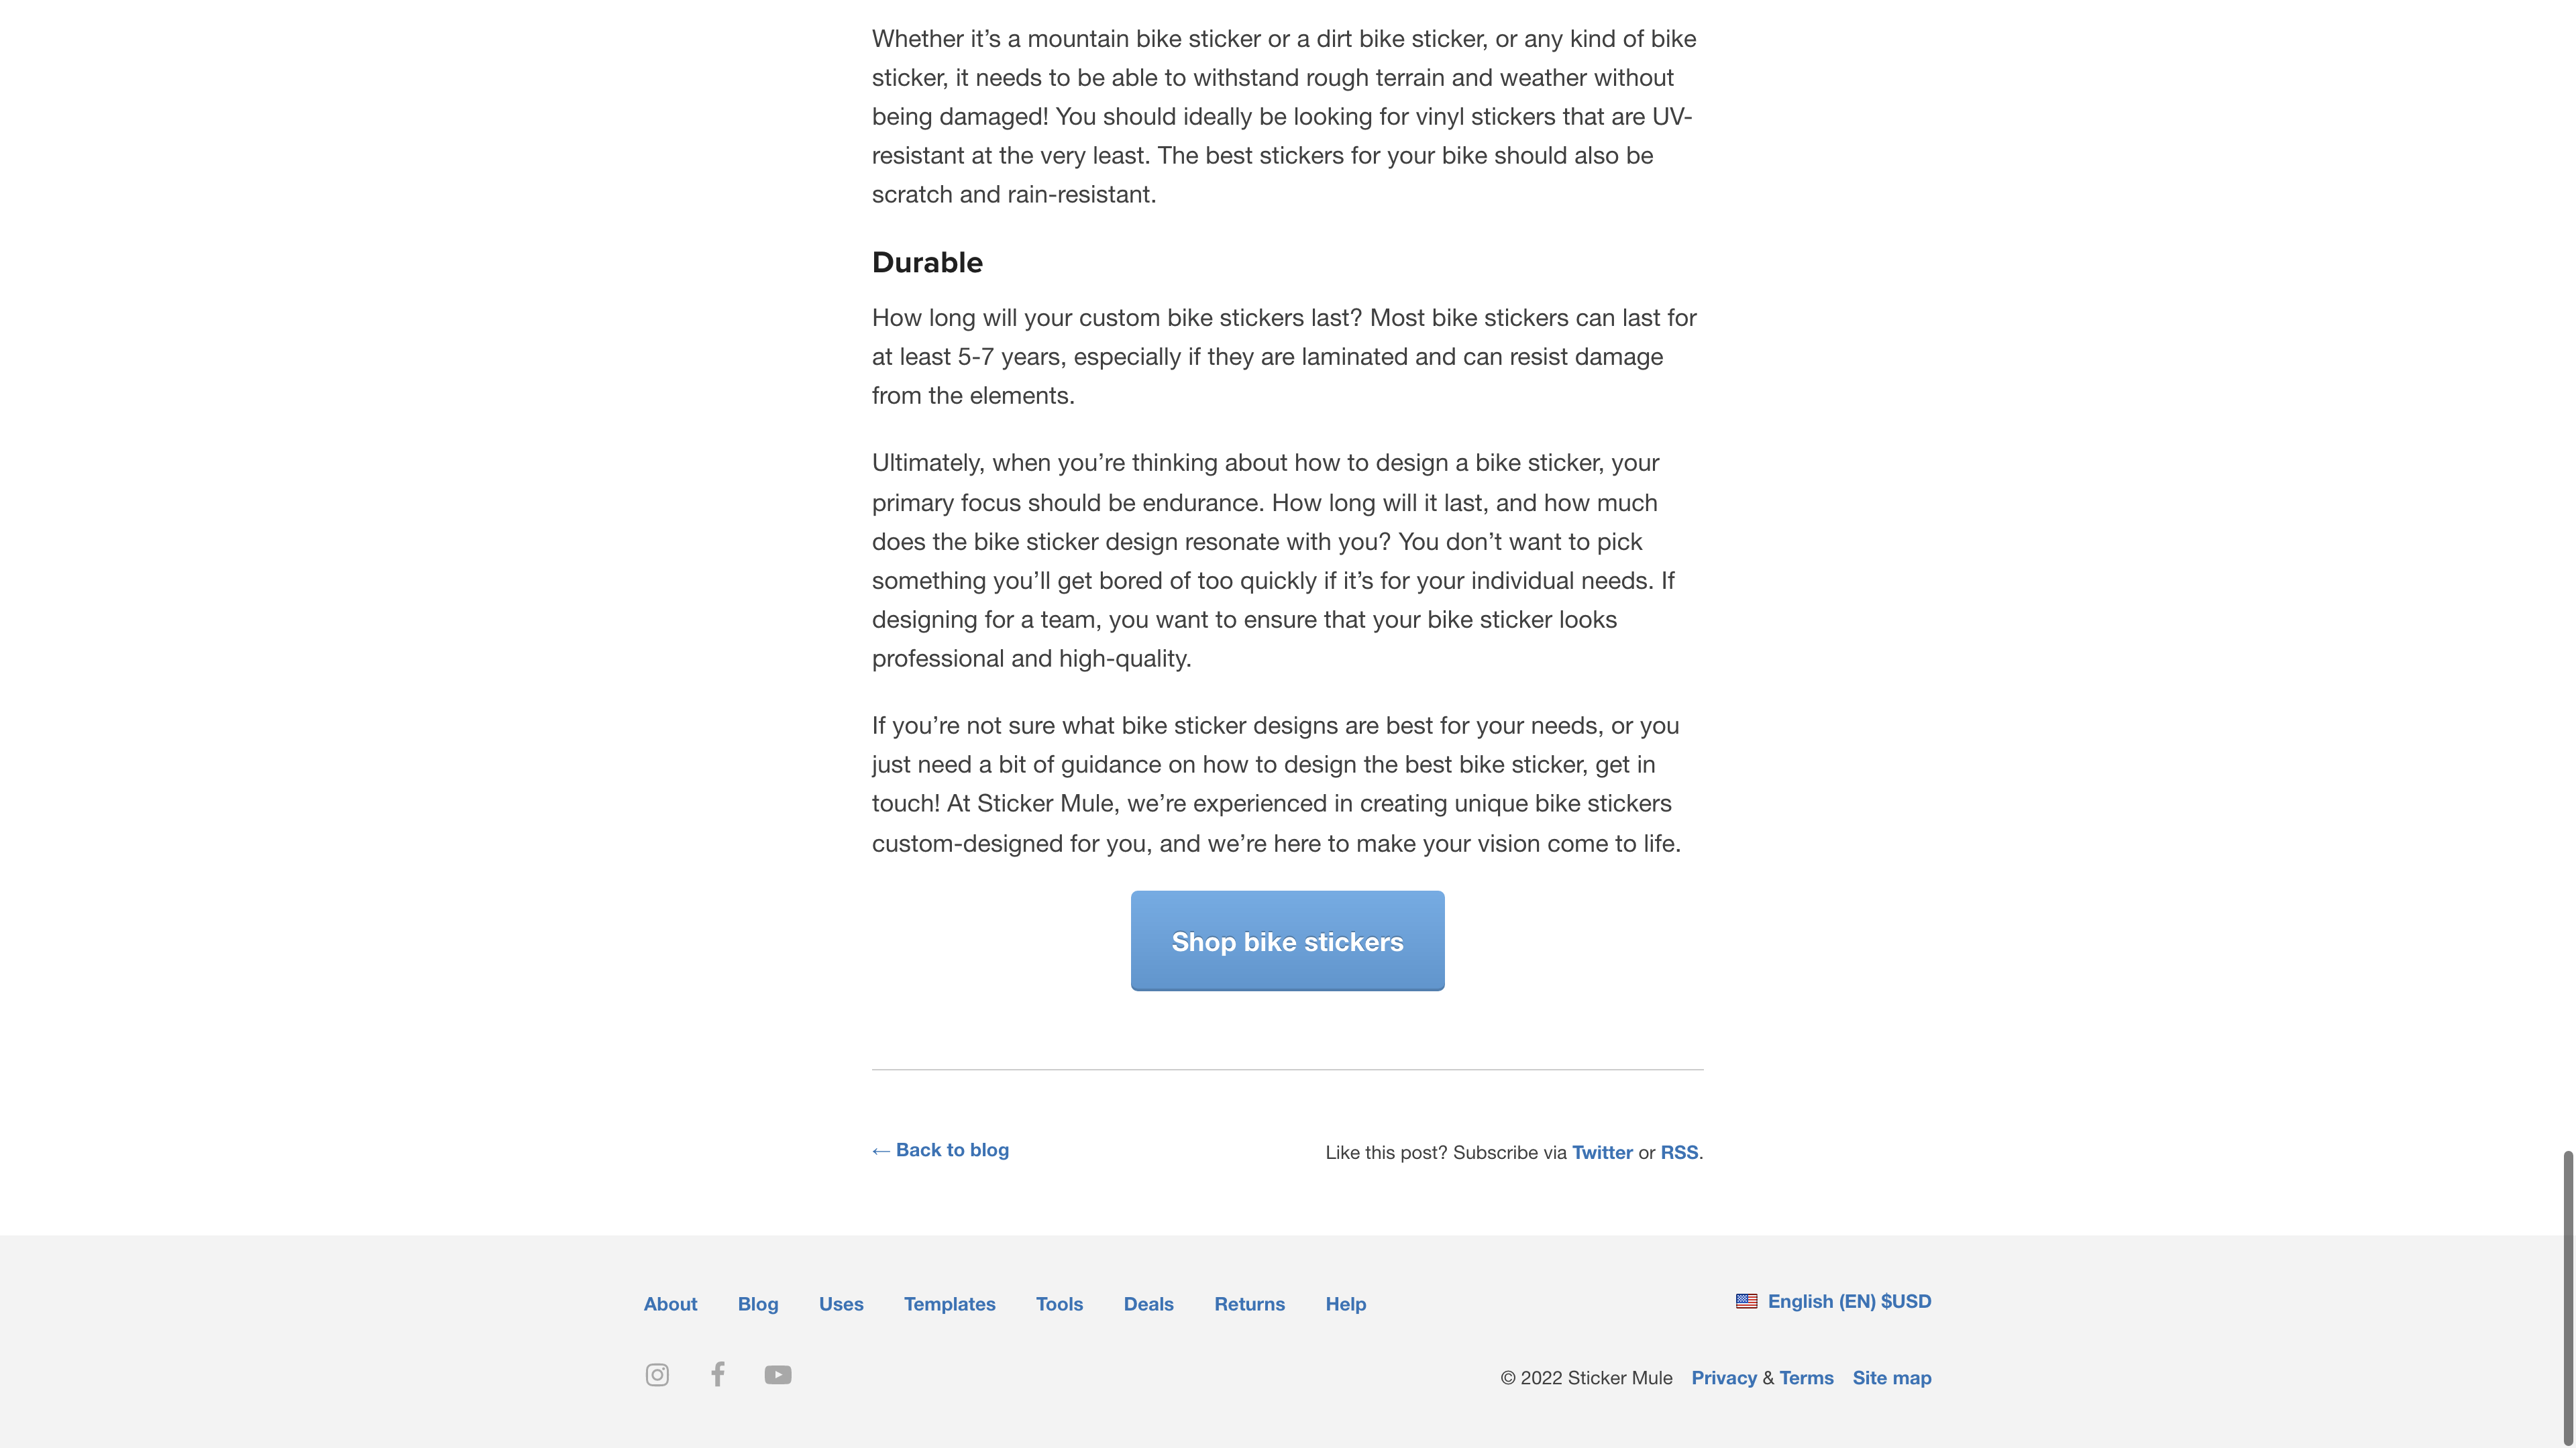 Whether it’s a mountain bike sticker or a dirt bike sticker, or any kind of bike
sticker, it needs to be able to withstand rough terrain and weather without
being damaged! You should ideally be looking for vinyl stickers that are UV-
resistant at the very least. The best stickers for your bike should also be
scratch and rain-resistant.
Durable
How long will your custom bike stickers last? Most bike stickers can last for
at least 5-7 years, especially if they are laminated and can resist damage
from the elements.
Ultimately, when you’re thinking about how to design a bike sticker, your
primary focus should be endurance. How long will it last, and how much
does the bike sticker design resonate with you? You don’t want to pick
something you’ll get bored of too quickly if it’s for your individual needs. If
designing for a team, you want to ensure that your bike sticker looks
professional and high-quality.
If you’re not sure what bike sticker designs are best for your needs, or you
just need a bit of guidance on how to design the best bike sticker, get in
touch! At Sticker Mule, we’re experienced in creating unique bike stickers
custom-designed for you, and we’re here to make your vision come to life.
Shop bike stickers
← Back to blog
Like this post? Subscribe via Twitter or RSS.
About Blog Uses Templates Tools Deals Returns Help
English (EN) $USD
© 2022 Sticker Mule Privacy & Terms Site map